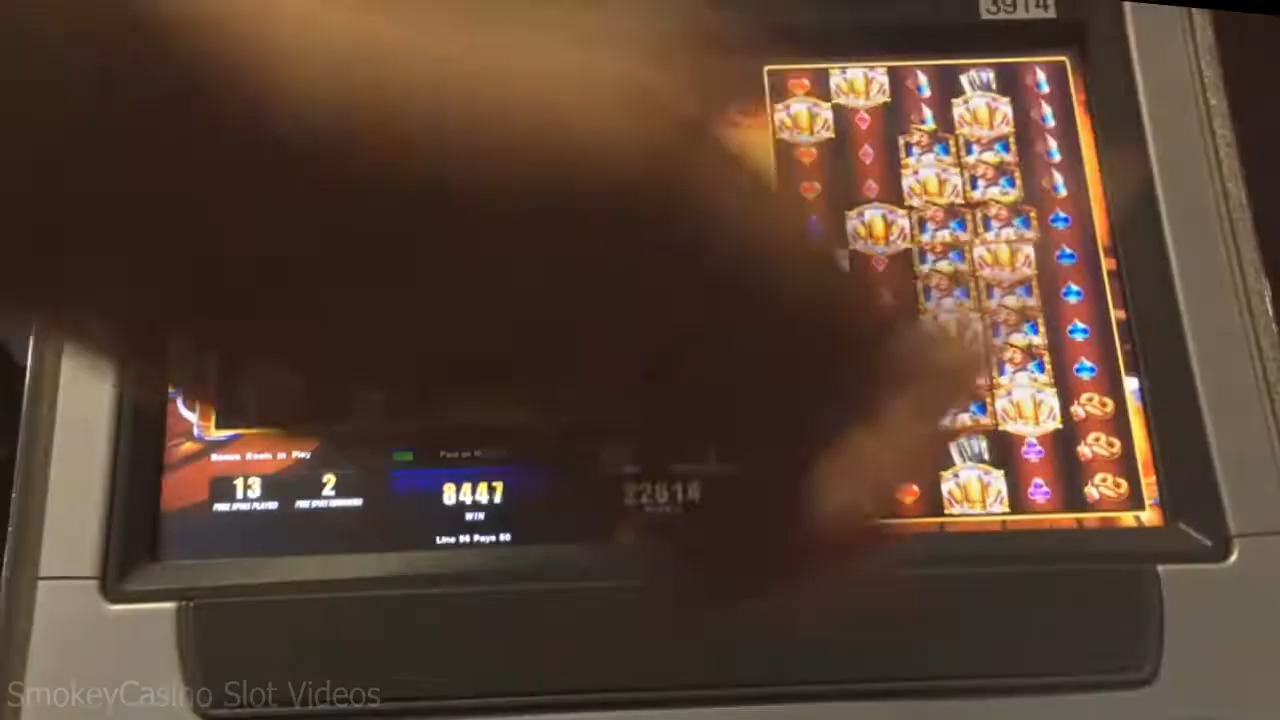 3914
Bonus Reels in Play
13
FREE SPINS PLAYED
2
FREE SPINS REMAINING
8447
WIN
Line 56 Pays 50
22614
SmokeyCasino Slot Videos